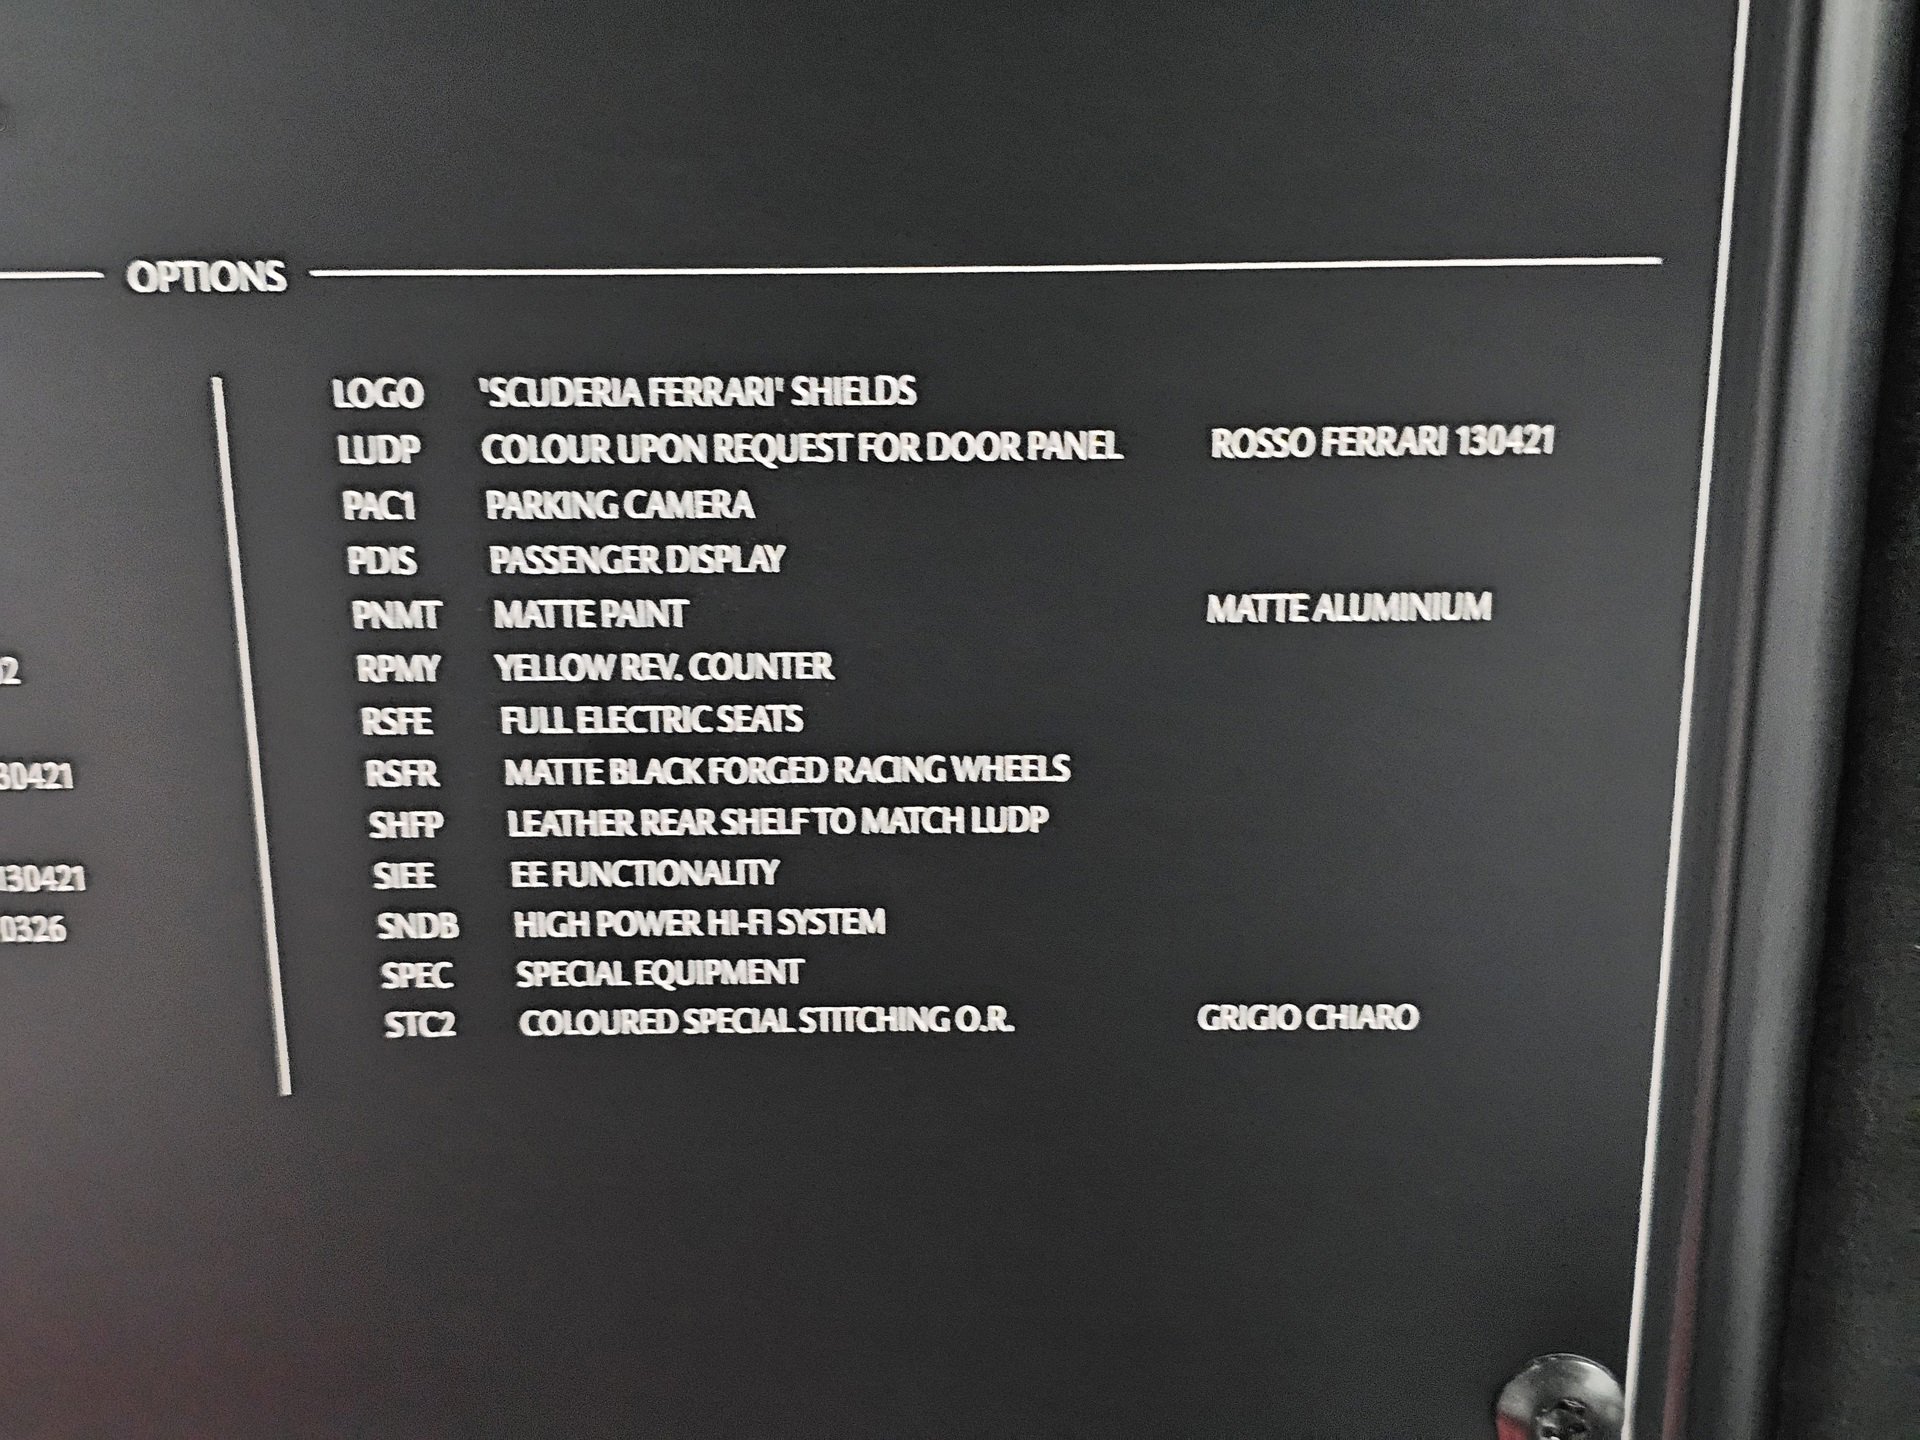 OPTIONS
LOGO 'SCUDERIA FERRARI' SHIELDS
LUDP COLOUR UPON REQUEST FOR DOOR PANEL ROSSO FERRARI 130421
PAC1 PARKING CAMERA
PDIS PASSENGER DISPLAY
PNMT MATTE PAINT MATTE ALUMINIUM
RPMY YELLOW REV. COUNTER
RSFE FULL ELECTRIC SEATS
RSFR MATTE BLACK FORGED RACING WHEELS
SHFP LEATHER REAR SHELF TO MATCH LUDP
SIEE EE FUNCTIONALITY
SNDB HIGH POWER HI-FI SYSTEM
SPEC SPECIAL EQUIPMENT
STC2 COLOURED SPECIAL STITCHING O.R. GRIGIO CHIARO